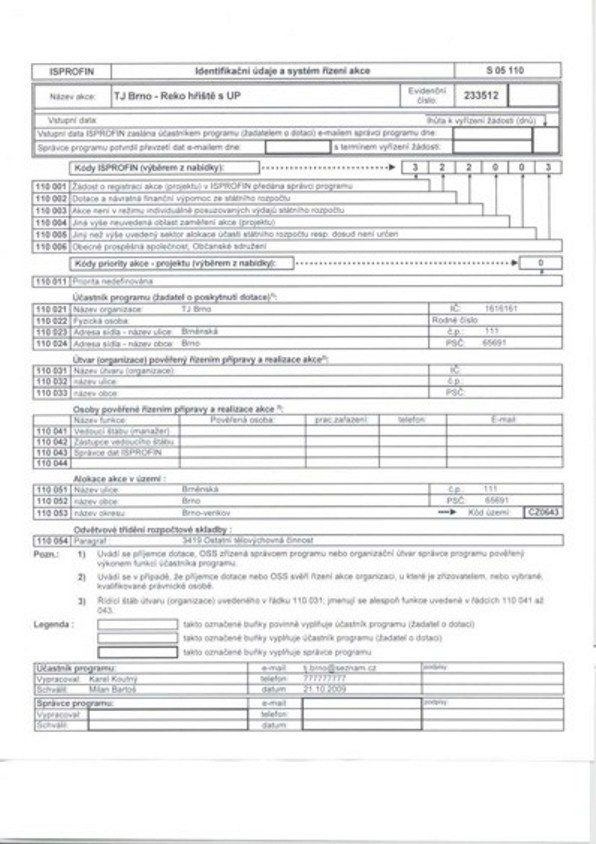 ISPROFIN Identifikační údaje a systém řízení akce S 05 110
Název akce: TJ Brno - Reko hřiště s UP Evidenční číslo: 233512
Vstupní data: lhůta k vyřízení žádosti (dnů)
Vstupní data ISPROFIN zaslána účastníkem programu (žadatelem o dotaci) e-mailem správci programu dne:
Správce programu potvrdil převzetí dat e-mailem dne: s termínem vyřízení žádosti:
Kódy ISPROFIN (výběrem z nabídky): 3 2 2 0 0 3
110 001 Žádost o registraci akce (projektu) v ISPROFIN předána správci programu
110 002 Dotace a návratná finanční výpomoc ze státního rozpočtu
110 003 Akce není v režimu individuálně posuzovaných výdajů státního rozpočtu
110 004 Jiná výše neuvedená oblast zaměření akce (projektu)
110 005 Jiný než výše uvedený sektor alokace účasti státního rozpočtu resp. dosud není určen
110 006 Obecně prospěšná společnost, Občanské sdružení
Kódy priority akce - projektu (výběrem z nabídky): 0
110 011 Priorita nedefinována
Účastník programu (žadatel o poskytnutí dotace)¹⁾:
110 021 Název organizace: TJ Brno IČ: 1616161
110 022 Fyzická osoba: Rodné číslo
110 023 Adresa sídla - název ulice: Brněnská č.p.: 111
110 024 Adresa sídla - název obce: Brno PSČ: 65691
Útvar (organizace) pověřený řízením přípravy a realizace akce²⁾:
110 031 Název útvaru (organizace): IČ:
110 032 název ulice č.p.:
110 033 název obce PSČ:
Osoby pověřené řízením přípravy a realizace akce ³⁾:
Název funkce: Pověřená osoba: prac.zařazení: telefon: E-mail
110 041 Vedoucí štábu (manažer)
110 042 Zástupce vedoucího štábu
110 043 Správce dat ISPROFIN
110 044
Alokace akce v území :
110 051 Název ulice: Brněnská č.p.: 111
110 052 název obce: Brno PSČ: 65691
110 053 název okresu Brno-venkov Kód území: CZ0643
Odvětvové třídění rozpočtové skladby :
110 054 Paragraf : 3419 Ostatní tělovýchovná činnost
Pozn.: 1) Uvádí se příjemce dotace, OSS zřízená správcem programu nebo organizační útvar správce programu pověřený
výkonem funkcí účastníka programu.
2) Uvádí se v případě, že příjemce dotace nebo OSS svěří řízení akce organizaci, u které je zřizovatelem, nebo vybrané,
kvalifikované právnické osobě.
3) Řídící štáb útvaru (organizace) uvedeného v řádku 110 031; jmenují se alespoň funkce uvedené v řádcích 110 041 až
043.
Legenda : takto označené buňky povinně vyplňuje účastník programu (žadatel o dotaci)
takto označené buňky vyplňuje účastník programu (žadatel o dotaci)
takto označené buňky vyplňuje správce programu
Účastník programu: e-mail: tj.brno@seznam.cz podpisy
Vypracoval: Karel Koutný telefon: 777777777
Schválil: Milan Bartoš datum 21.10.2009
Správce programu: e-mail: podpisy
Vypracoval: telefon:
Schválil: datum: